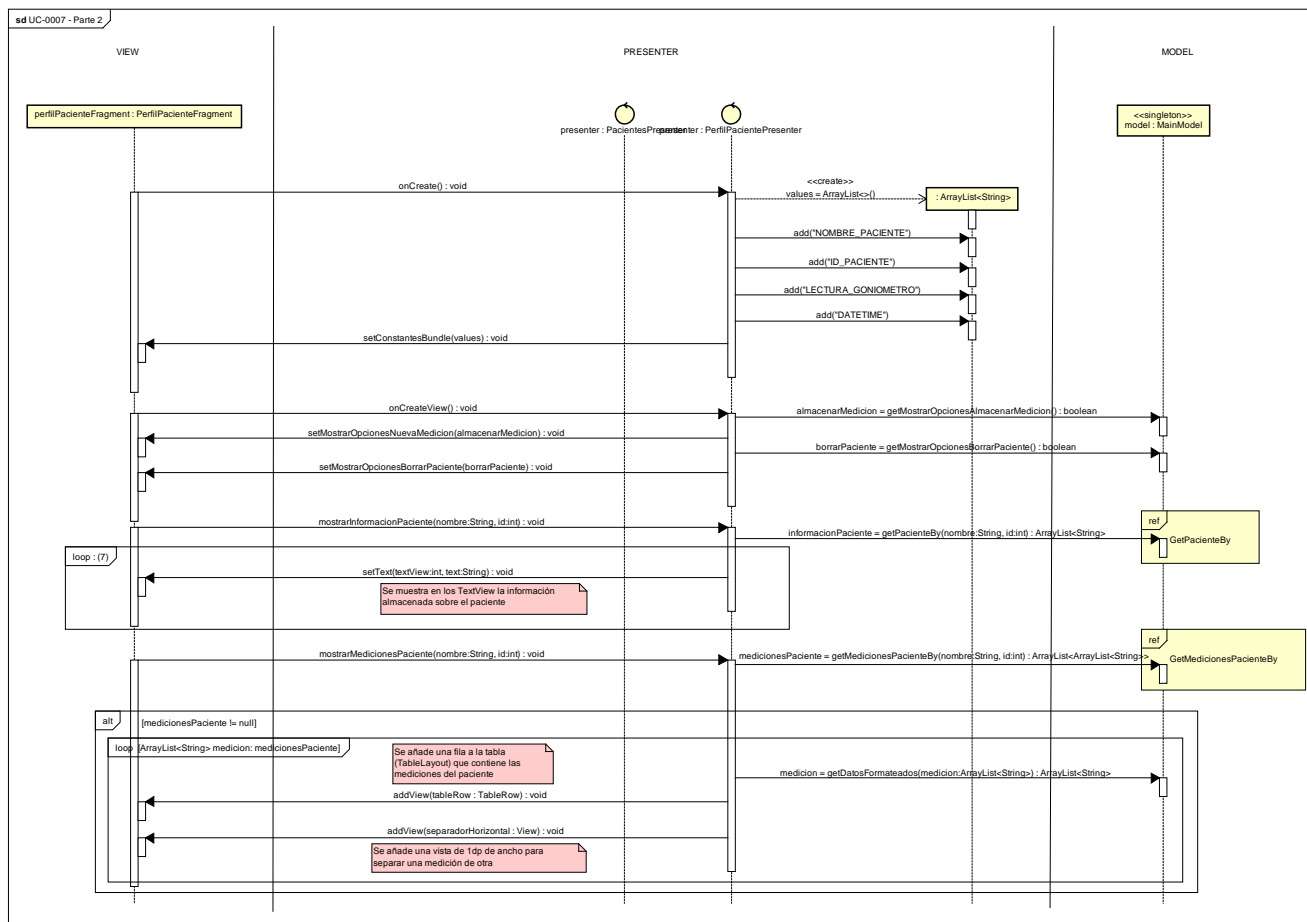 sd UC-0007 - Parte 2
VIEW
PRESENTER
MODEL
perfilPacienteFragment : PerfilPacienteFragment
presenter : PacientesPresenter
presenter : PerfilPacientePresenter
<<singleton>>
model : MainModel
onCreate() : void
<<create>>
values = ArrayList<>()
: ArrayList<String>
add("NOMBRE_PACIENTE")
add("ID_PACIENTE")
add("LECTURA_GONIOMETRO")
add("DATETIME")
setConstantesBundle(values) : void
onCreateView() : void
almacenarMedicion = getMostrarOpcionesAlmacenarMedicion() : boolean
setMostrarOpcionesNuevaMedicion(almacenarMedicion) : void
borrarPaciente = getMostrarOpcionesBorrarPaciente() : boolean
setMostrarOpcionesBorrarPaciente(borrarPaciente) : void
mostrarInformacionPaciente(nombre:String, id:int) : void
ref
informacionPaciente = getPacienteBy(nombre:String, id:int) : ArrayList<String>
GetPacienteBy
loop : (7)
setText(textView:int, text:String) : void
Se muestra en los TextView la información
almacenada sobre el paciente
mostrarMedicionesPaciente(nombre:String, id:int) : void
ref
medicionesPaciente = getMedicionesPacienteBy(nombre:String, id:int) : ArrayList<ArrayList<String>>
GetMedicionesPacienteBy
alt
[medicionesPaciente != null]
loop [ArrayList<String> medicion: medicionesPaciente]
Se añade una fila a la tabla
(TableLayout) que contiene las
mediciones del paciente
medicion = getDatosFormateados(medicion:ArrayList<String>) : ArrayList<String>
addView(tableRow : TableRow) : void
addView(separadorHorizontal : View) : void
Se añade una vista de 1dp de ancho para
separar una medición de otra